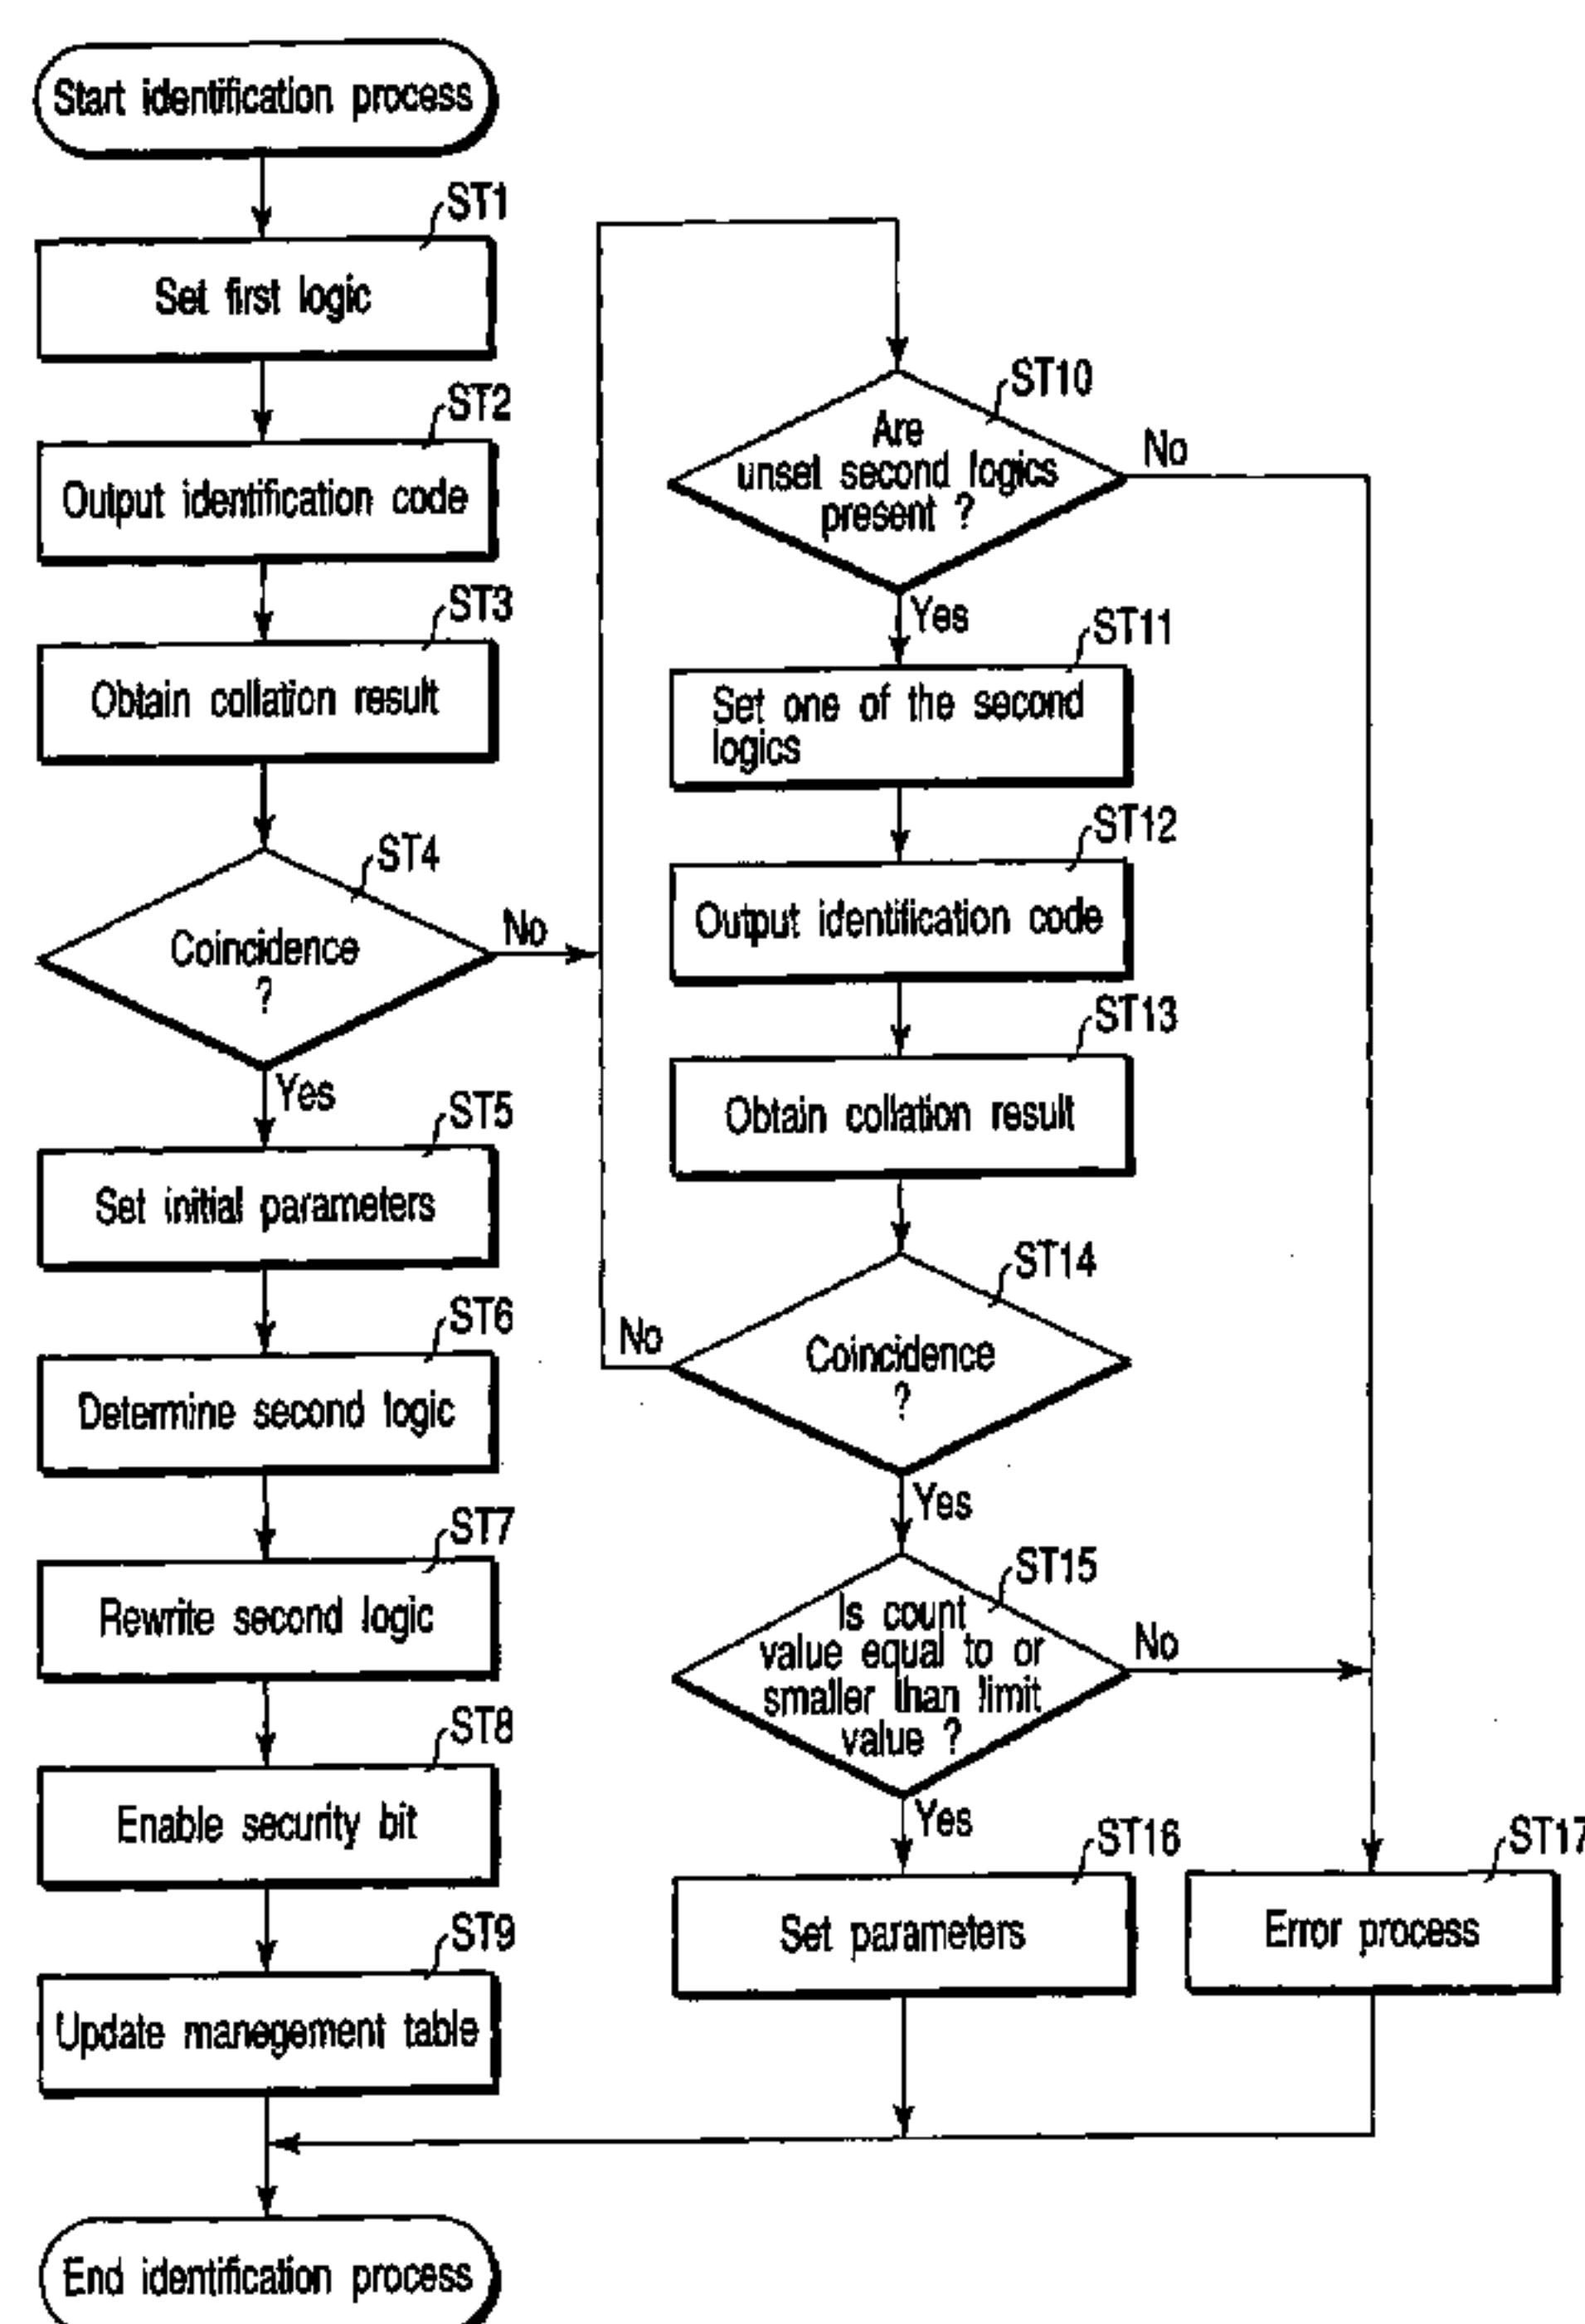 Start identification process
ST1
Set first logic
ST2
Output identification code
ST3
Obtain collation result
ST4
Coincidence
?
No
Yes
ST5
Set initial parameters
ST6
Determine second logic
ST7
Rewrite second logic
ST8
Enable security bit
ST9
Update manegement table
End identification process
ST10
Are
unset second logics
present ?
No
Yes
ST11
Set one of the second
logics
ST12
Output identification code
ST13
Obtain collation result
ST14
Coincidence
?
No
Yes
ST15
Is count
value equal to or
smaller than limit
value ?
No
Yes
ST16
Set parameters
ST17
Error process